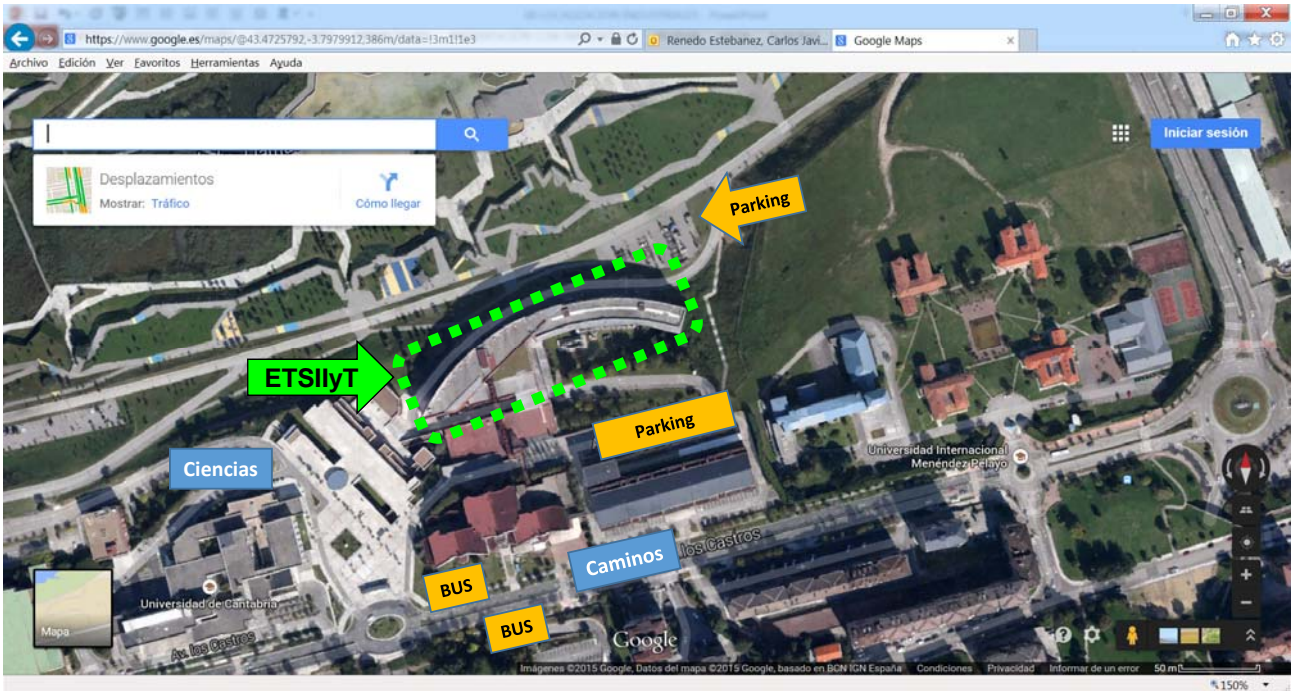 https://www.google.es/maps/@43.4725792,-3.7979912,386m/data=!3m1!1e3
Renedo Estebanez, Carlos Javi...
Google Maps
Archivo Edición Ver Favoritos Herramientas Ayuda
Iniciar sesión
Desplazamientos
Mostrar: Tráfico
Cómo llegar
Parking
ETSIIyT
Parking
Universidad Internacional
Menéndez Pelayo
Ciencias
los Castros
Caminos
BUS
Universidad de Cantabria
BUS
Mapa
Av. los Castros
Google
Imágenes ©2015 Google, Datos del mapa ©2015 Google, basado en BCN IGN España Condiciones Privacidad Informar de un error 50 m
150%